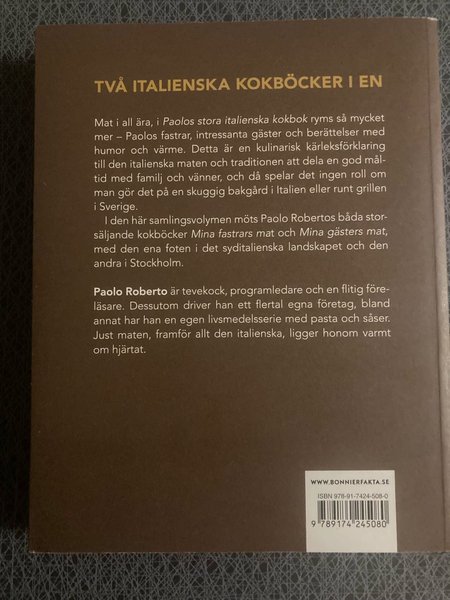 TVÅ ITALIENSKA KOKBÖCKER I EN
Mat i all ära, i Paolos stora italienska kokbok ryms så mycket
mer – Paolos fastrar, intressanta gäster och berättelser med
humor och värme. Detta är en kulinarisk kärleksförklaring
till den italienska maten och traditionen att dela en god mål-
tid med familj och vänner, och då spelar det ingen roll om
man gör det på en skuggig bakgård i Italien eller runt grillen
i Sverige.
I den här samlingsvolymen möts Paolo Robertos båda stor-
säljande kokböcker Mina fastrars mat och Mina gästers mat,
med den ena foten i det syditalienska landskapet och den
andra i Stockholm.
Paolo Roberto är tevekock, programledare och en flitig före-
läsare. Dessutom driver han ett flertal egna företag, bland
annat har han en egen livsmedelsserie med pasta och såser.
Just maten, framför allt den italienska, ligger honom varmt
om hjärtat.
WWW.BONNIERFAKTA.SE
ISBN 978-91-7424-508-0
9 789174 245080